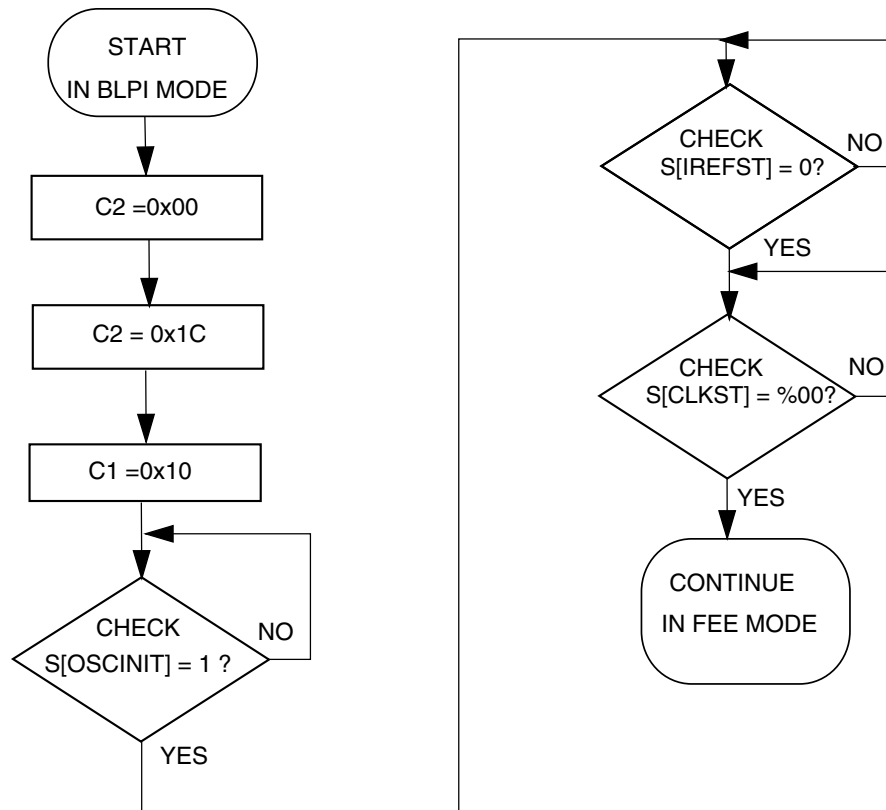 START
IN BLPI MODE
C2 =0x00
C2 = 0x1C
C1 =0x10
CHECK
S[OSCINIT] = 1 ?
NO
YES
CHECK
S[IREFST] = 0?
NO
YES
CHECK
S[CLKST] = %00?
NO
YES
CONTINUE
IN FEE MODE